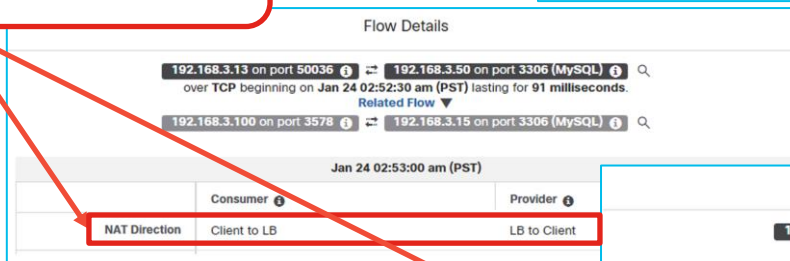 Flow Details
192.168.3.13 on port 50036 ⇄ 192.168.3.50 on port 3306 (MySQL)
over TCP beginning on Jan 24 02:52:30 am (PST) lasting for 91 milliseconds.
Related Flow ▼
192.168.3.100 on port 3578 ⇄ 192.168.3.15 on port 3306 (MySQL)
Jan 24 02:53:00 am (PST)
Consumer Provider
NAT Direction Client to LB LB to Client